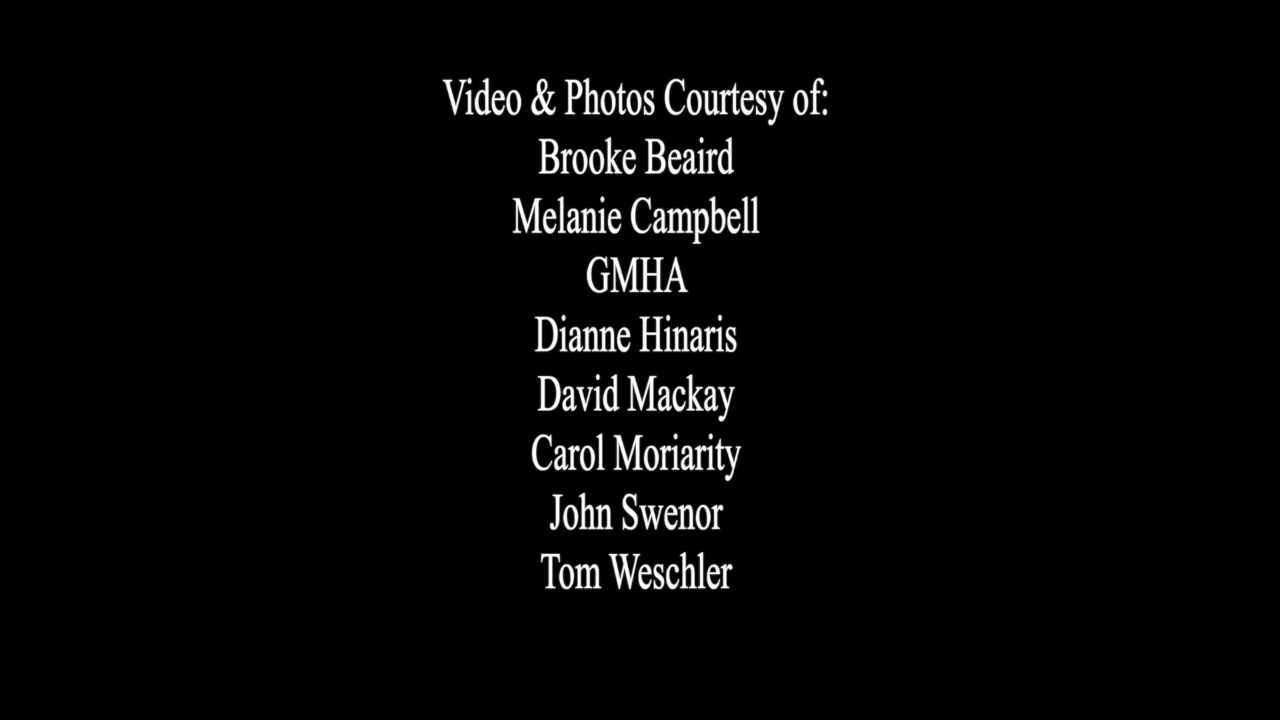 Video & Photos Courtesy of:
Brooke Beaird
Melanie Campbell
GMHA
Dianne Hinaris
David Mackay
Carol Moriarity
John Swenor
Tom Weschler